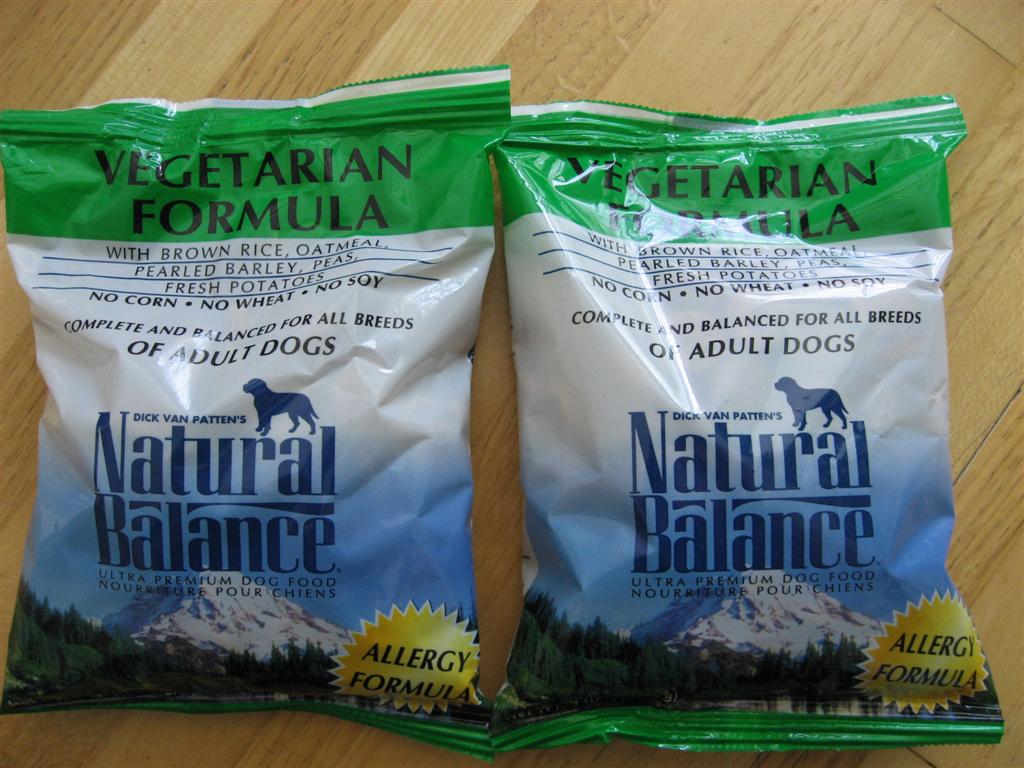 VEGETARIAN
FORMULA
WITH BROWN RICE, OATMEAL,
PEARLED BARLEY, PEAS,
FRESH POTATOES
NO CORN • NO WHEAT • NO SOY
COMPLETE AND BALANCED FOR ALL BREEDS
OF ADULT DOGS
DICK VAN PATTEN'S
Natural
Balance
ULTRA PREMIUM DOG FOOD
NOURRITURE POUR CHIENS
ALLERGY
FORMULA
VEGETARIAN
FORMULA
WITH BROWN RICE, OATMEAL,
PEARLED BARLEY, PEAS,
FRESH POTATOES
NO CORN • NO WHEAT • NO SOY
COMPLETE AND BALANCED FOR ALL BREEDS
OF ADULT DOGS
DICK VAN PATTEN'S
Natural
Balance
ULTRA PREMIUM DOG FOOD
NOURRITURE POUR CHIENS
ALLERGY
FORMULA